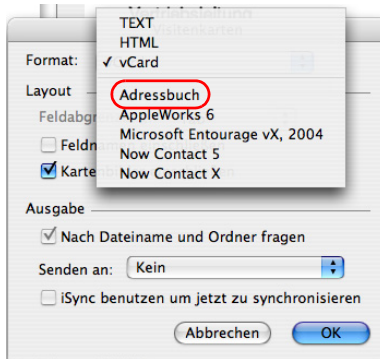 TEXT
HTML
Format: ✓ vCard
Layout
Adressbuch
AppleWorks 6
Microsoft Entourage vX, 2004
Now Contact 5
Now Contact X
Ausgabe
Nach Dateiname und Ordner fragen
Senden an: Kein
iSync benutzen um jetzt zu synchronisieren
Abbrechen OK